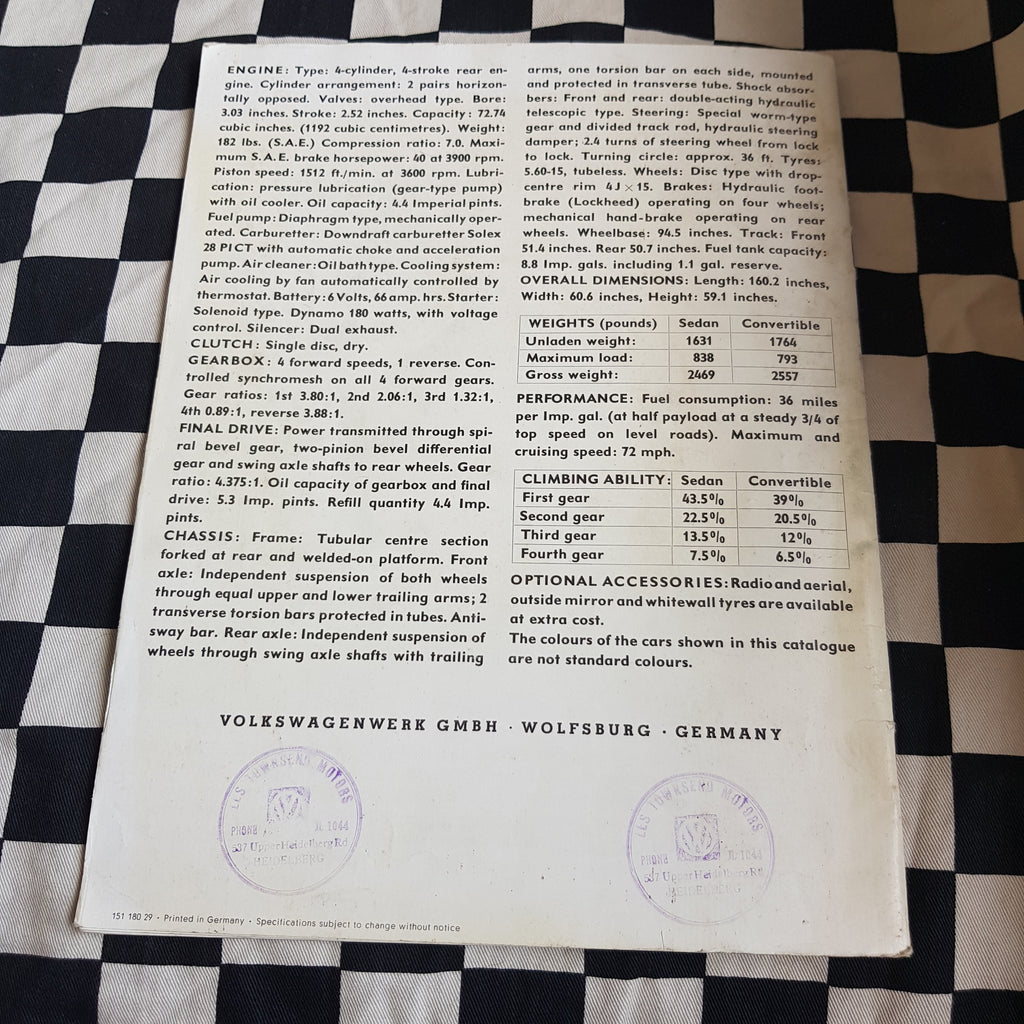 ENGINE: Type: 4-cylinder, 4-stroke rear en-
gine. Cylinder arrangement: 2 pairs horizon-
tally opposed. Valves: overhead type. Bore:
3.03 inches. Stroke: 2.52 inches. Capacity: 72.74
cubic inches. (1192 cubic centimetres). Weight:
182 lbs. (S.A.E.) Compression ratio: 7.0. Maxi-
mum S.A.E. brake horsepower: 40 at 3900 rpm.
Piston speed: 1512 ft./min. at 3600 rpm. Lubri-
cation: pressure lubrication (gear-type pump)
with oil cooler. Oil capacity: 4.4 Imperial pints.
Fuel pump: Diaphragm type, mechanically oper-
ated. Carburetter: Downdraft carburetter Solex
28 PICT with automatic choke and acceleration
pump. Air cleaner: Oil bath type. Cooling system:
Air cooling by fan automatically controlled by
thermostat. Battery: 6 Volts, 66 amp. hrs. Starter:
Solenoid type. Dynamo 180 watts, with voltage
control. Silencer: Dual exhaust.
CLUTCH: Single disc, dry.
GEARBOX: 4 forward speeds, 1 reverse. Con-
trolled synchromesh on all 4 forward gears.
Gear ratios: 1st 3.80:1, 2nd 2.06:1, 3rd 1.32:1,
4th 0.89:1, reverse 3.88:1.
FINAL DRIVE: Power transmitted through spi-
ral bevel gear, two-pinion bevel differential
gear and swing axle shafts to rear wheels. Gear
ratio: 4.375:1. Oil capacity of gearbox and final
drive: 5.3 Imp. pints. Refill quantity 4.4 Imp.
pints.
CHASSIS: Frame: Tubular centre section
forked at rear and welded-on platform. Front
axle: Independent suspension of both wheels
through equal upper and lower trailing arms; 2
transverse torsion bars protected in tubes. Anti-
sway bar. Rear axle: Independent suspension of
wheels through swing axle shafts with trailing
arms, one torsion bar on each side, mounted
and protected in transverse tube. Shock absor-
bers: Front and rear: double-acting hydraulic
telescopic type. Steering: Special worm-type
gear and divided track rod, hydraulic steering
damper; 2.4 turns of steering wheel from lock
to lock. Turning circle: approx. 36 ft. Tyres:
5.60-15, tubeless. Wheels: Disc type with drop-
centre rim 4J × 15. Brakes: Hydraulic foot-
brake (Lockheed) operating on four wheels;
mechanical hand-brake operating on rear
wheels. Wheelbase: 94.5 inches. Track: Front
51.4 inches. Rear 50.7 inches. Fuel tank capacity:
8.8 Imp. gals. including 1.1 gal. reserve.
OVERALL DIMENSIONS: Length: 160.2 inches,
Width: 60.6 inches, Height: 59.1 inches.
WEIGHTS (pounds) Sedan Convertible
Unladen weight: 1631 1764
Maximum load: 838 793
Gross weight: 2469 2557
PERFORMANCE: Fuel consumption: 36 miles
per Imp. gal. (at half payload at a steady 3/4 of
top speed on level roads). Maximum and
cruising speed: 72 mph.
CLIMBING ABILITY: Sedan Convertible
First gear 43.5% 39%
Second gear 22.5% 20.5%
Third gear 13.5% 12%
Fourth gear 7.5% 6.5%
OPTIONAL ACCESSORIES: Radio and aerial,
outside mirror and whitewall tyres are available
at extra cost.
The colours of the cars shown in this catalogue
are not standard colours.
VOLKSWAGENWERK GMBH · WOLFSBURG · GERMANY
LES TOWNSEND MOTORS
PHONE JL 1044
537 Upper Heidelberg Rd
HEIDELBERG
LES TOWNSEND MOTORS
PHONE JL 1044
537 Upper Heidelberg Rd
HEIDELBERG
151 180 29 · Printed in Germany · Specifications subject to change without notice